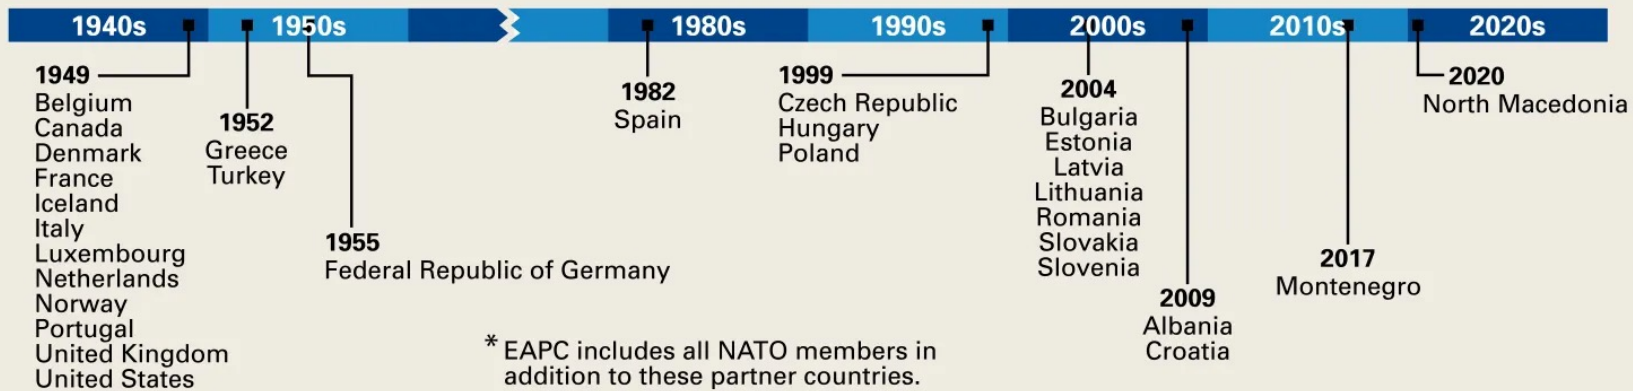 1940s 1950s 1980s 1990s 2000s 2010s 2020s
1949
Belgium
Canada
Denmark
France
Iceland
Italy
Luxembourg
Netherlands
Norway
Portugal
United Kingdom
United States
1952
Greece
Turkey
1955
Federal Republic of Germany
1982
Spain
1999
Czech Republic
Hungary
Poland
2004
Bulgaria
Estonia
Latvia
Lithuania
Romania
Slovakia
Slovenia
2009
Albania
Croatia
2017
Montenegro
2020
North Macedonia
* EAPC includes all NATO members in
addition to these partner countries.